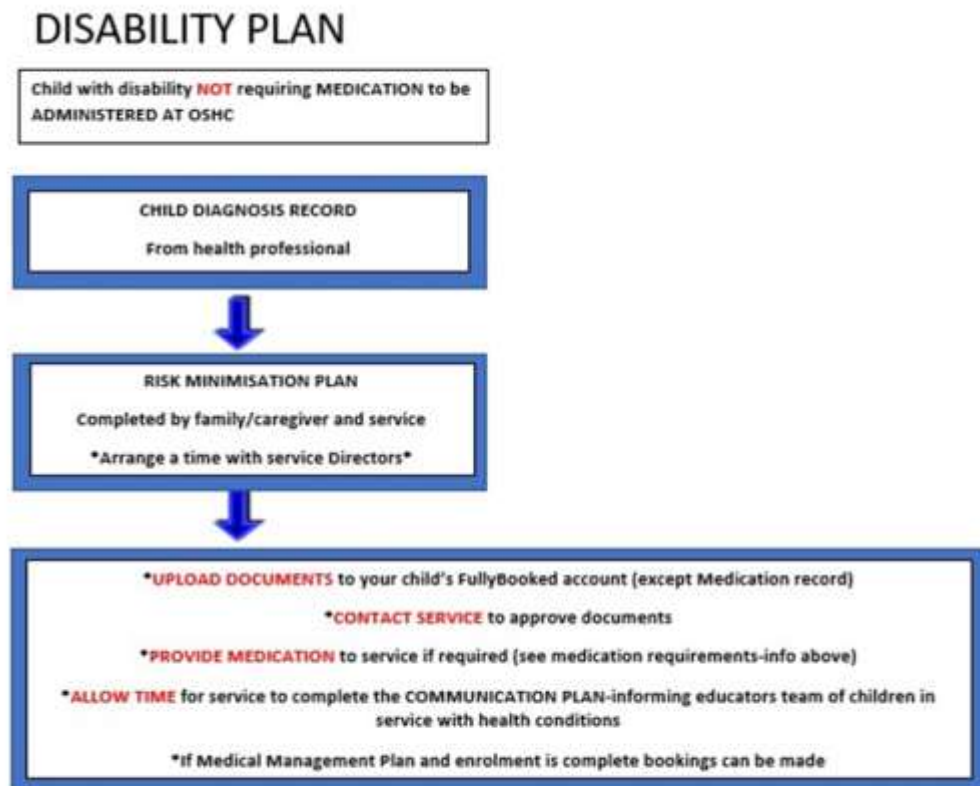 DISABILITY PLAN
Child with disability NOT requiring MEDICATION to be
ADMINISTERED AT OSHC
CHILD DIAGNOSIS RECORD
From health professional
RISK MINIMISATION PLAN
Completed by family/caregiver and service
*Arrange a time with service Directors*
*UPLOAD DOCUMENTS to your child's FullyBooked account (except Medication record)
*CONTACT SERVICE to approve documents
*PROVIDE MEDICATION to service if required (see medication requirements-info above)
*ALLOW TIME for service to complete the COMMUNICATION PLAN-informing educators team of children in
service with health conditions
*If Medical Management Plan and enrolment is complete bookings can be made